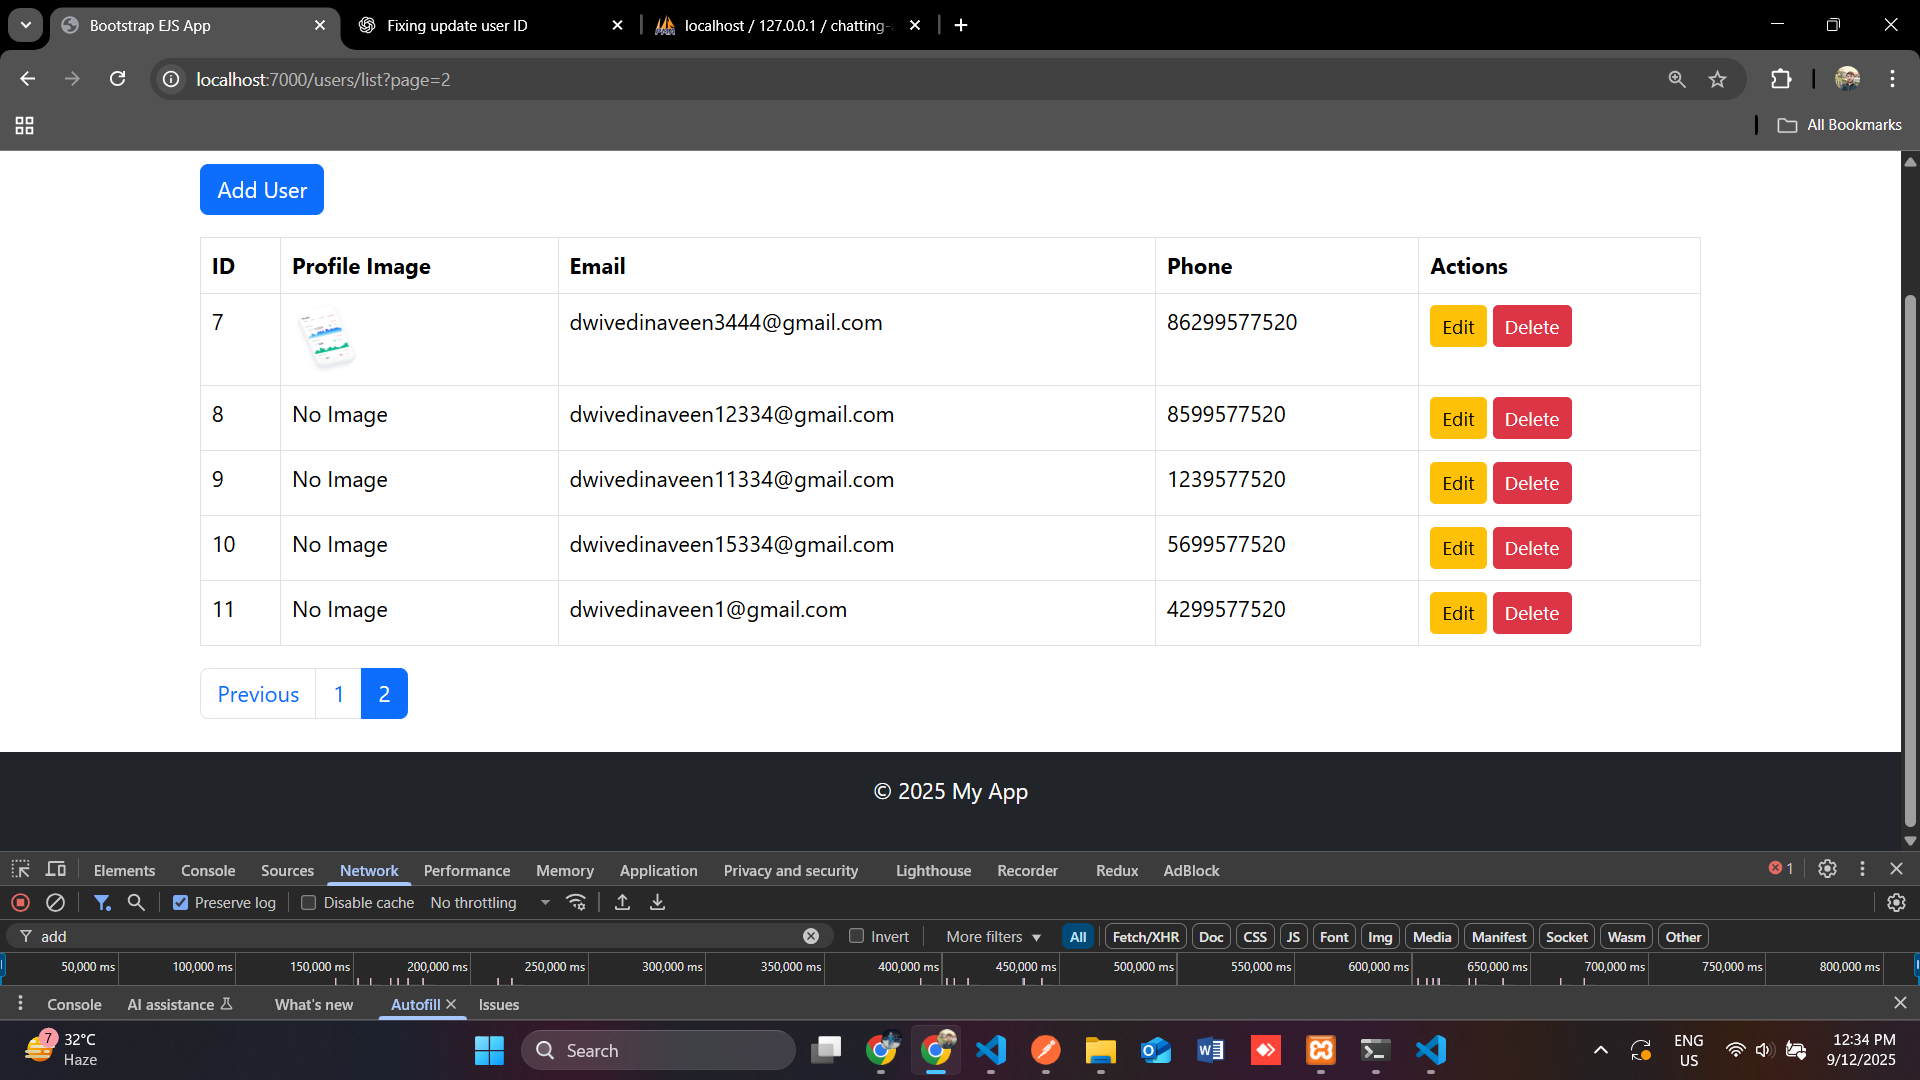 Bootstrap EJS App
Fixing update user ID
localhost / 127.0.0.1 / chatting-
localhost:7000/users/list?page=2
All Bookmarks
Add User
ID Profile Image Email Phone Actions
7 dwivedinaveen3444@gmail.com 86299577520 Edit Delete
8 No Image dwivedinaveen12334@gmail.com 8599577520 Edit Delete
9 No Image dwivedinaveen11334@gmail.com 1239577520 Edit Delete
10 No Image dwivedinaveen15334@gmail.com 5699577520 Edit Delete
11 No Image dwivedinaveen1@gmail.com 4299577520 Edit Delete
Previous 1 2
© 2025 My App
Elements Console Sources Network Performance Memory Application Privacy and security Lighthouse Recorder Redux AdBlock 1
Preserve log Disable cache No throttling
add Invert More filters All Fetch/XHR Doc CSS JS Font Img Media Manifest Socket Wasm Other
50,000 ms 100,000 ms 150,000 ms 200,000 ms 250,000 ms 300,000 ms 350,000 ms 400,000 ms 450,000 ms 500,000 ms 550,000 ms 600,000 ms 650,000 ms 700,000 ms 750,000 ms 800,000 ms
Console AI assistance What's new Autofill Issues
7 32°C
Haze
Search
ENG
US
12:34 PM
9/12/2025